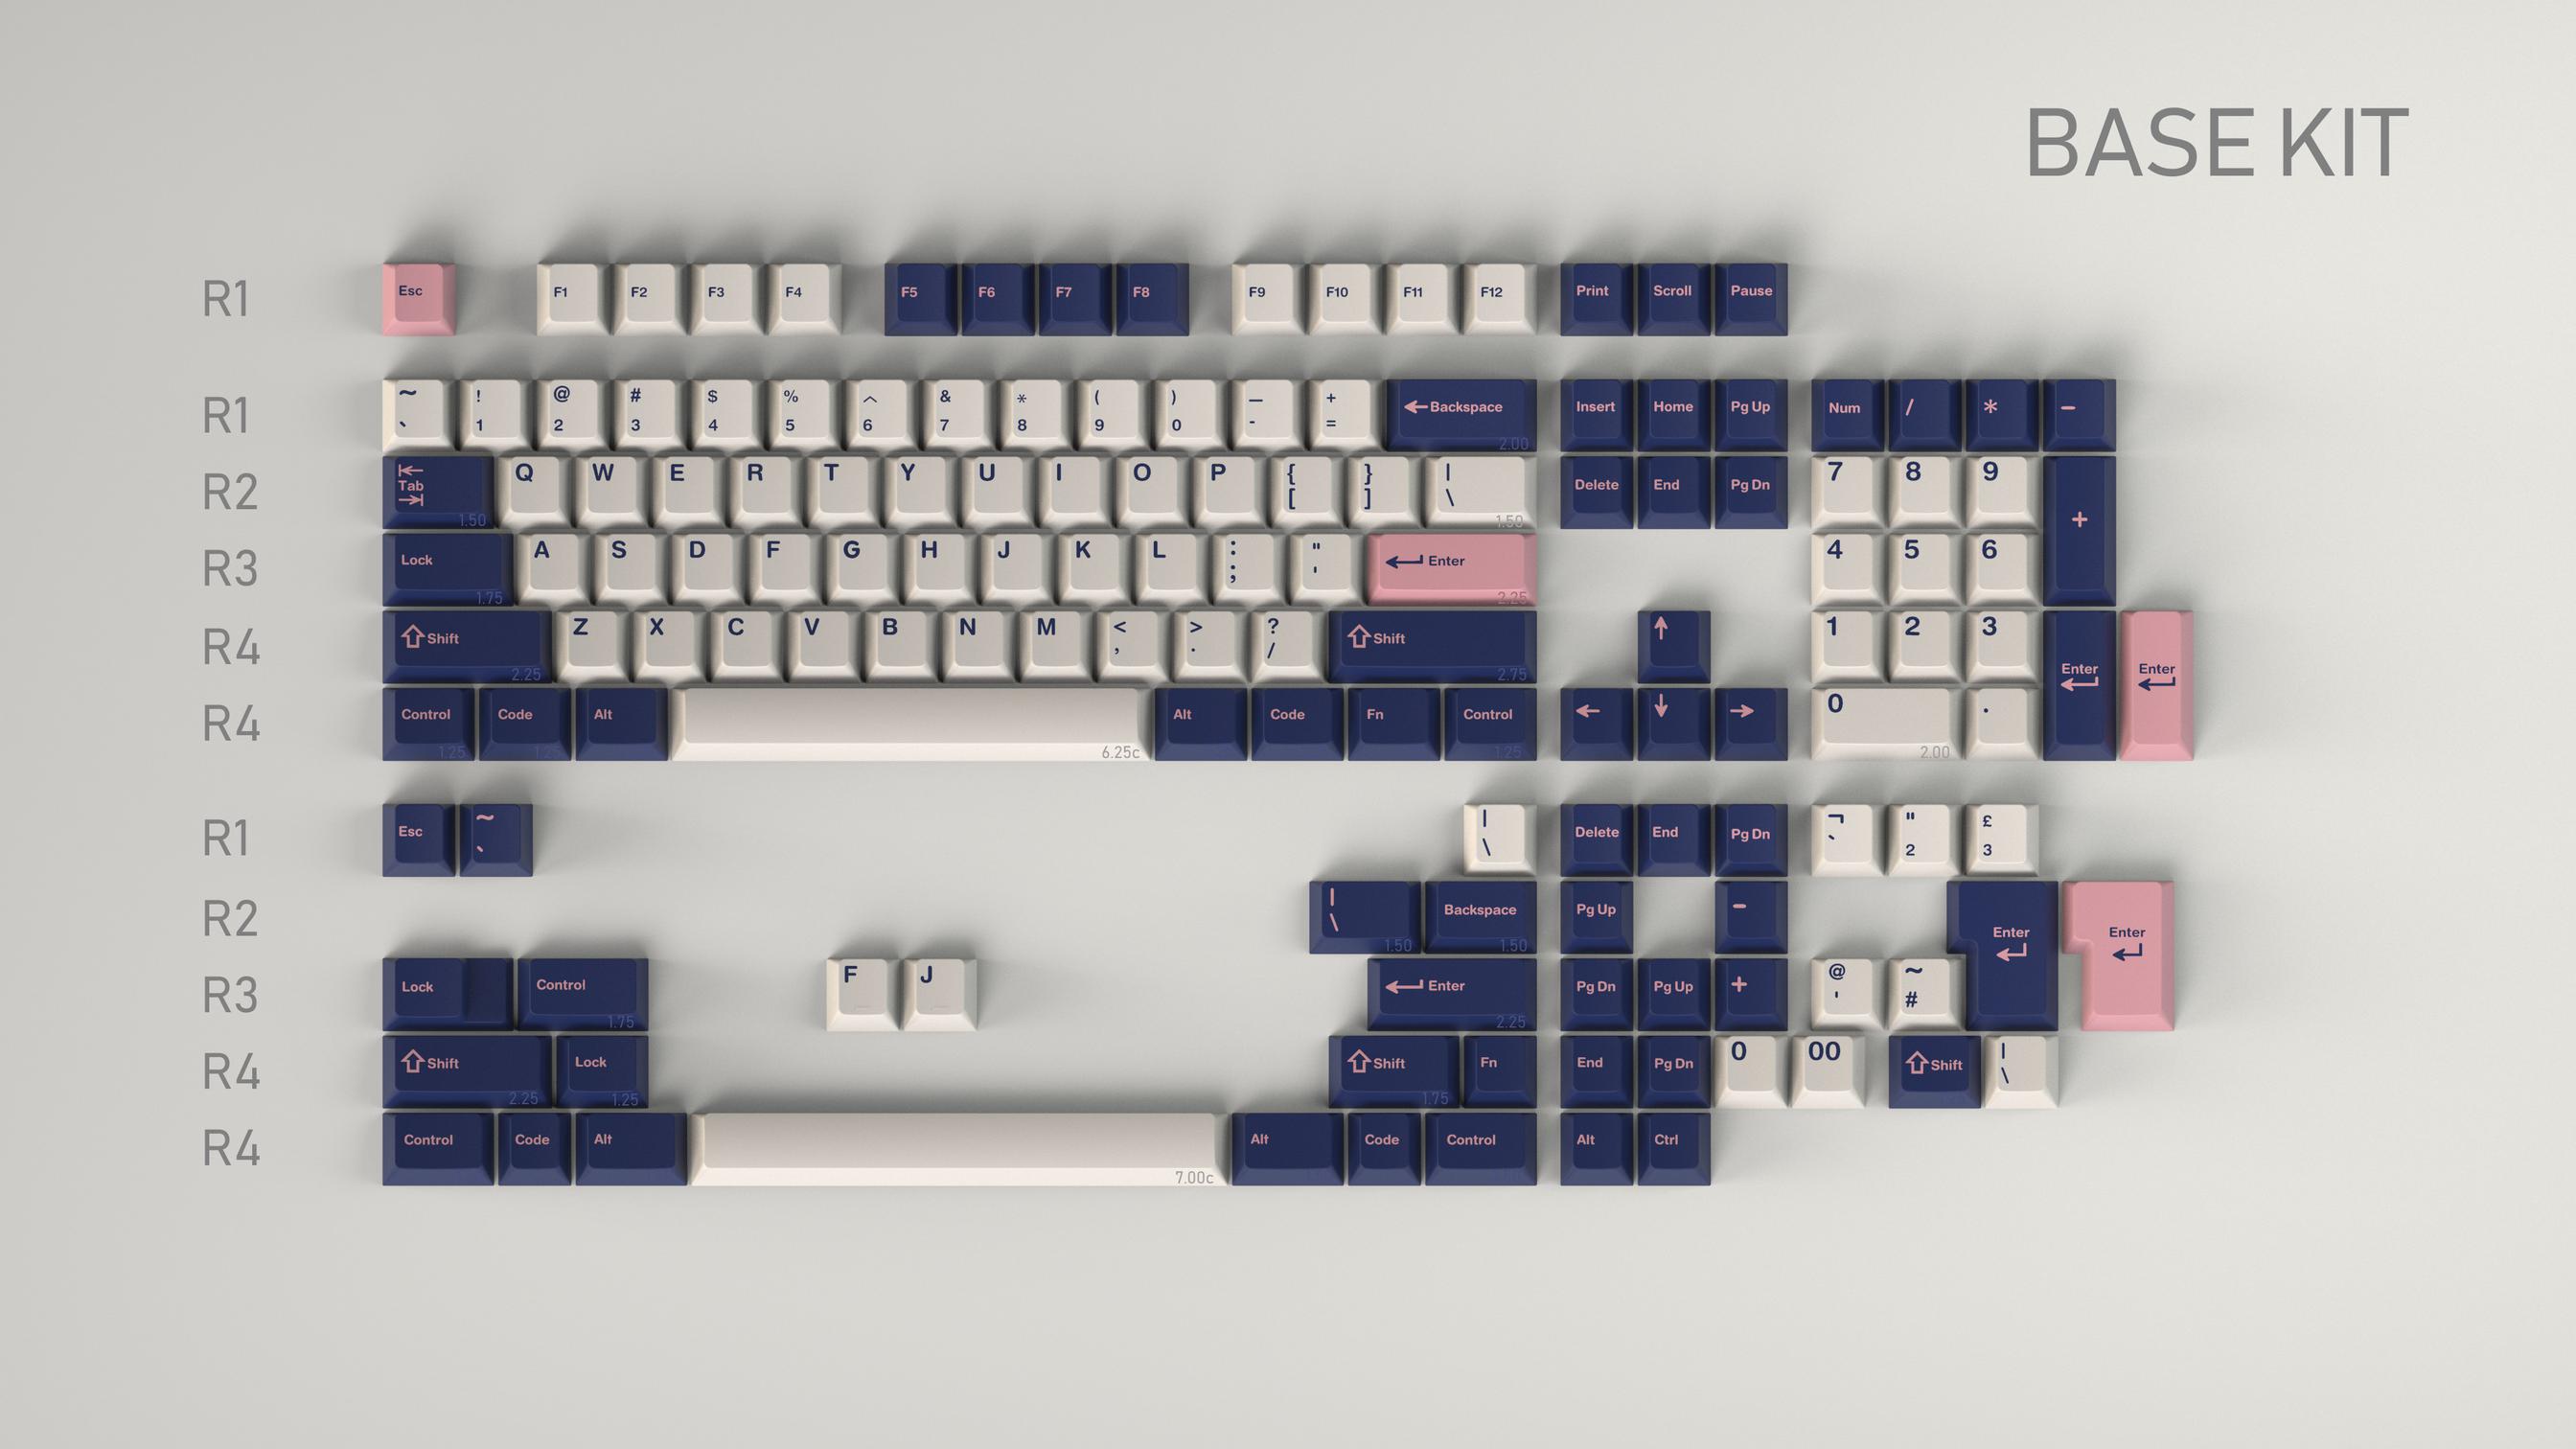 BASE KIT
R1 Esc F1 F2 F3 F4 F5 F6 F7 F8 F9 F10 F11 F12 Print Scroll Pause
R1 ~ ! @ # $ % ^ & * ( ) — + ←Backspace Insert Home Pg Up Num / * −
` 1 2 3 4 5 6 7 8 9 0 - = 2.00
R2 Tab Q W E R T Y U I O P { } | Delete End Pg Dn 7 8 9 +
1.50 [ ] \ 1.50
R3 Lock A S D F G H J K L : " Enter 4 5 6
1.75 ; ' 2.25
R4 Shift Z X C V B N M < > ? Shift ↑ 1 2 3 Enter Enter
2.25 , . / 2.75
R4 Control Code Alt Alt Code Fn Control ← ↓ → 0 .
1.25 1.25 6.25c 1.25 2.00
R1 Esc ~ | Delete End Pg Dn ¬ " £
` \ ` 2 3
R2 | Backspace Pg Up − Enter Enter
\ 1.50 1.50
R3 Lock Control F J Enter Pg Dn Pg Up + @ ~
1.75 2.25 ' #
R4 Shift Lock Shift Fn End Pg Dn 0 00 Shift |
2.25 1.25 1.75 \
R4 Control Code Alt Alt Code Control Alt Ctrl
7.00c